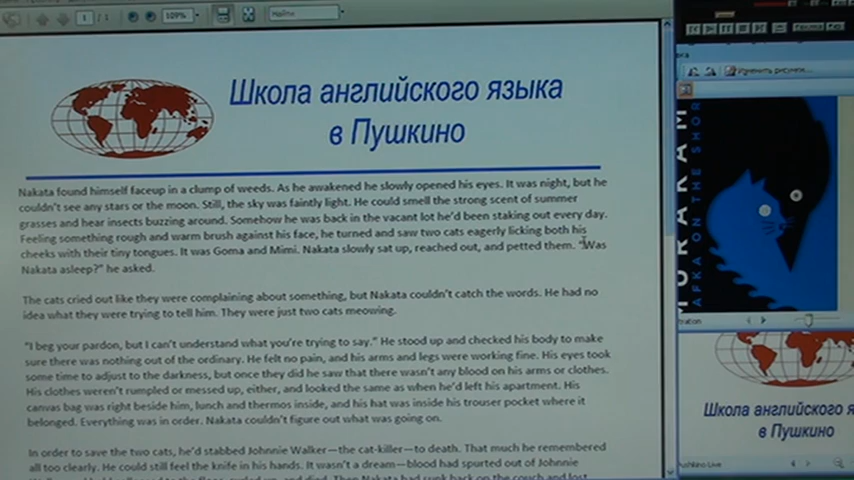 1 / 1
109%
Найти
Школа английского языка
в Пушкино
Nakata found himself faceup in a clump of weeds. As he awakened he slowly opened his eyes. It was night, but he
couldn't see any stars or the moon. Still, the sky was faintly light. He could smell the strong scent of summer
grasses and hear insects buzzing around. Somehow he was back in the vacant lot he'd been staking out every day.
Feeling something rough and warm brush against his face, he turned and saw two cats eagerly licking both his
cheeks with their tiny tongues. It was Goma and Mimi. Nakata slowly sat up, reached out, and petted them. "Was
Nakata asleep?" he asked.
The cats cried out like they were complaining about something, but Nakata couldn't catch the words. He had no
idea what they were trying to tell him. They were just two cats meowing.
"I beg your pardon, but I can't understand what you're trying to say." He stood up and checked his body to make
sure there was nothing out of the ordinary. He felt no pain, and his arms and legs were working fine. His eyes took
some time to adjust to the darkness, but once they did he saw that there wasn't any blood on his arms or clothes.
His clothes weren't rumpled or messed up, either, and looked the same as when he'd left his apartment. His
canvas bag was right beside him, lunch and thermos inside, and his hat was inside his trouser pocket where it
belonged. Everything was in order. Nakata couldn't figure out what was going on.
In order to save the two cats, he'd stabbed Johnnie Walker—the cat-killer—to death. That much he remembered
all too clearly. He could still feel the knife in his hands. It wasn't a dream—blood had spurted out of Johnnie
Изменить рисунок...
MURAKAM
AFKA ON THE SHOR
tration
Школа английского я
в Пушкино
Pushkino Live